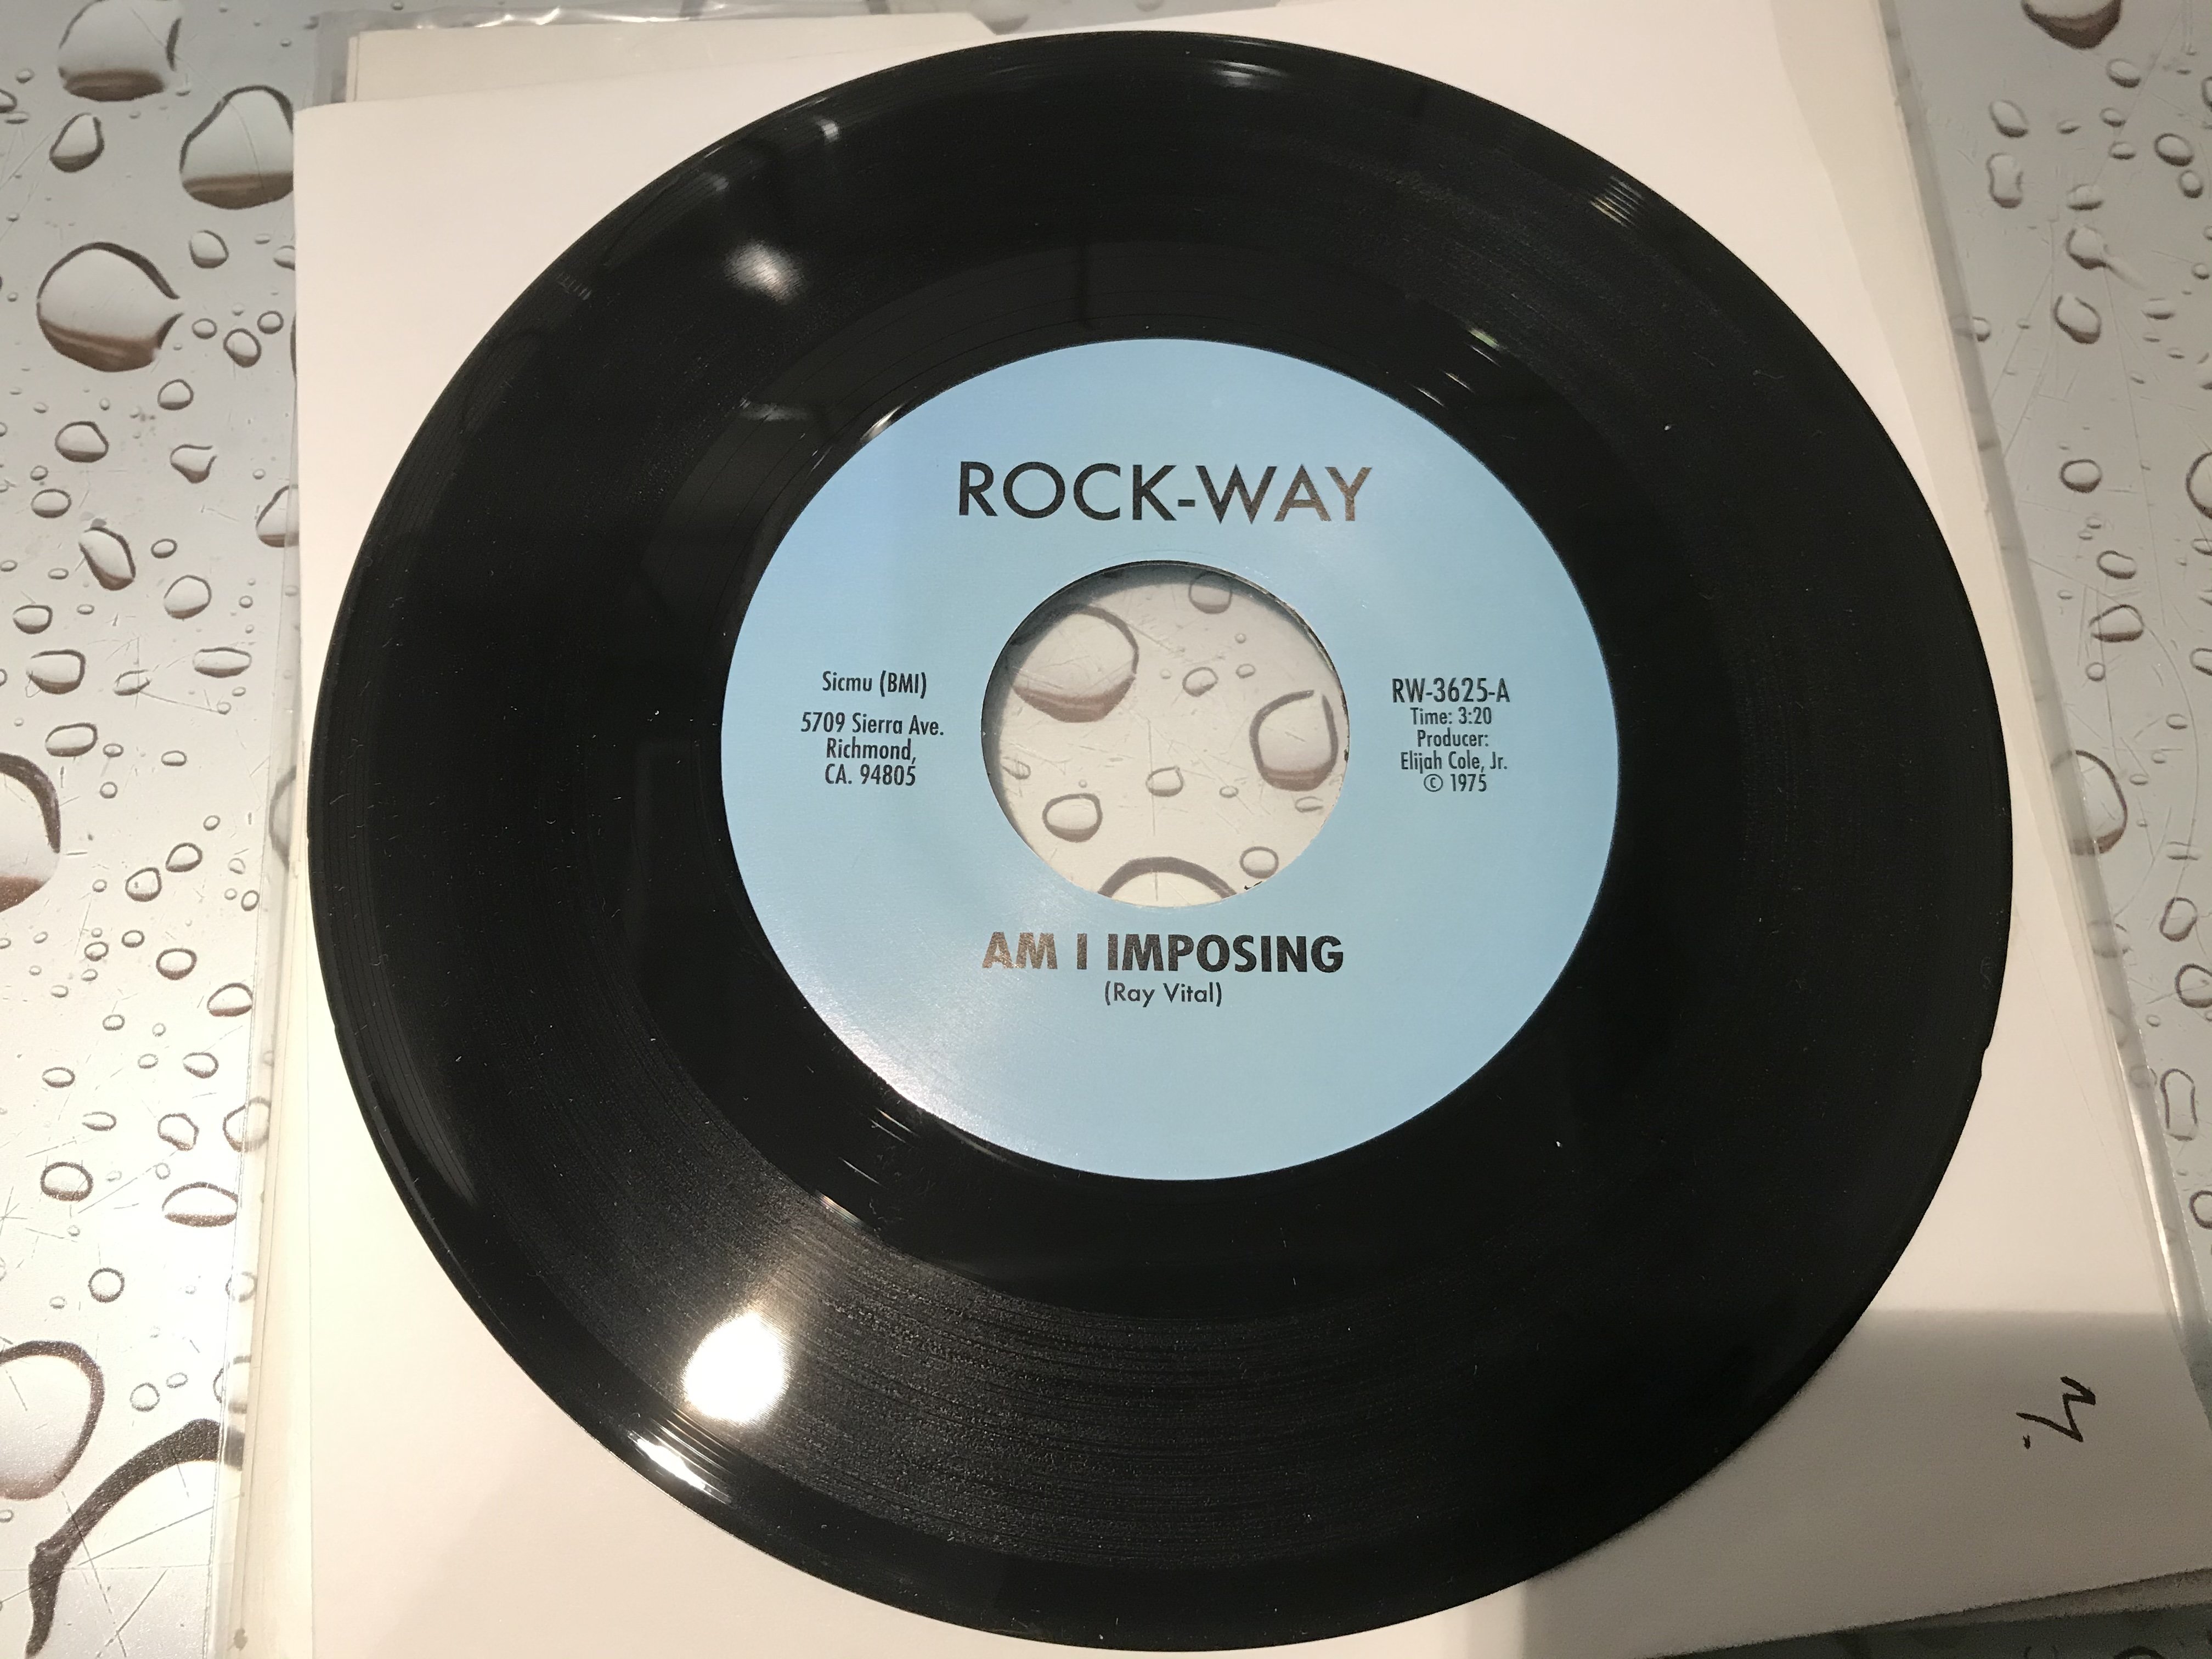 ROCK-WAY
Sicmu (BMI)
5709 Sierra Ave.
Richmond,
CA. 94805
RW-3625-A
Time: 3:20
Producer:
Elijah Cole, Jr.
© 1975
AM I IMPOSING
(Ray Vital)